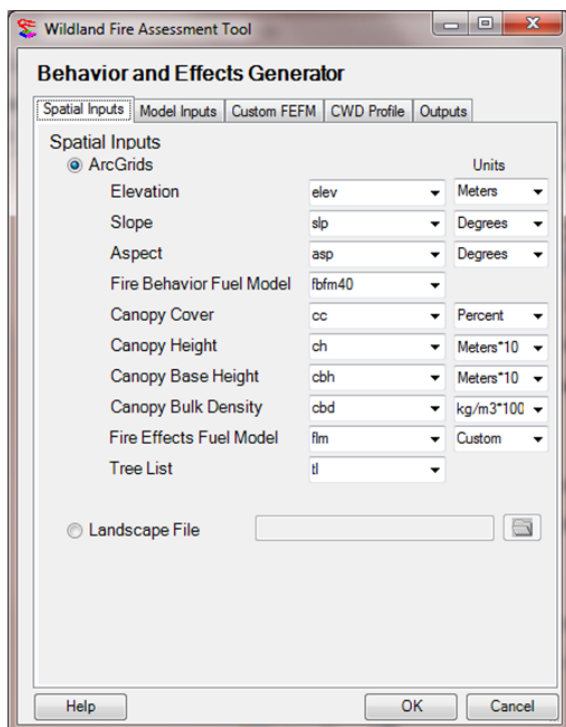 Wildland Fire Assessment Tool
Behavior and Effects Generator
Spatial Inputs Model Inputs Custom FEFM CWD Profile Outputs
Spatial Inputs
ArcGrids Units
Elevation elev Meters
Slope slp Degrees
Aspect asp Degrees
Fire Behavior Fuel Model fbfm40
Canopy Cover cc Percent
Canopy Height ch Meters*10
Canopy Base Height cbh Meters*10
Canopy Bulk Density cbd kg/m3*100
Fire Effects Fuel Model flm Custom
Tree List tl
Landscape File
Help OK Cancel